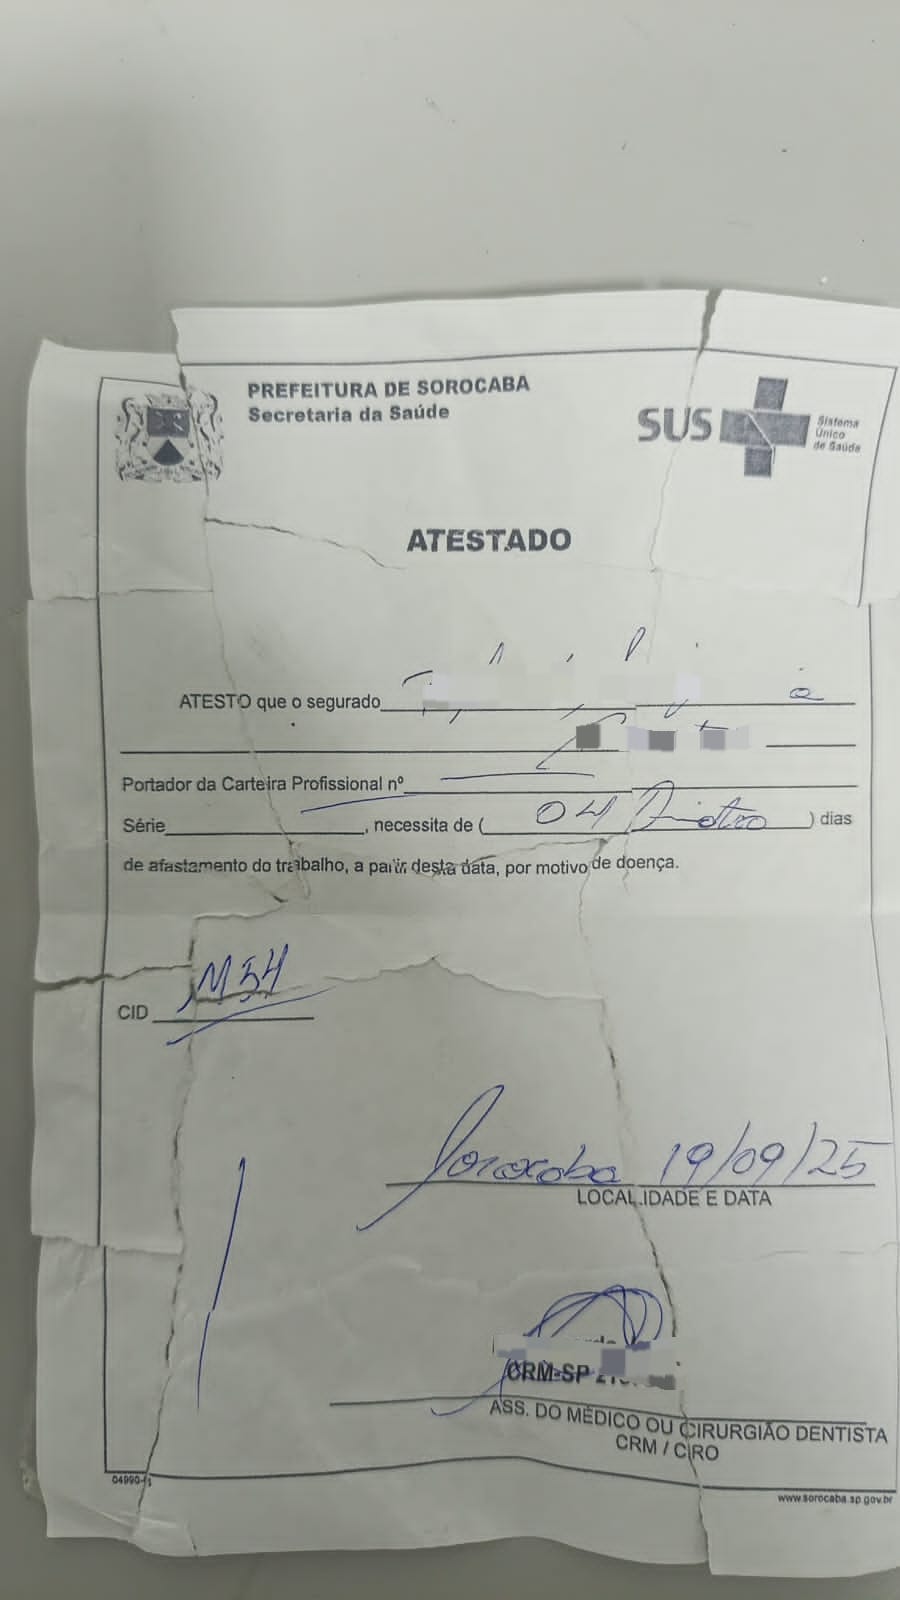 PREFEITURA DE SOROCABA
Secretaria da Saúde
SUS Sistema
Único
de Saúde
ATESTADO
ATESTO que o segurado
Portador da Carteira Profissional nº
Série , necessita de ( 04 ) dias
de afastamento do trabalho, a partir desta data, por motivo de doença.
CID M54
Sorocaba 19/09/25
LOCALIDADE E DATA
CRM-SP
ASS. DO MÉDICO OU CIRURGIÃO DENTISTA
CRM / CIRO
www.sorocaba.sp.gov.br